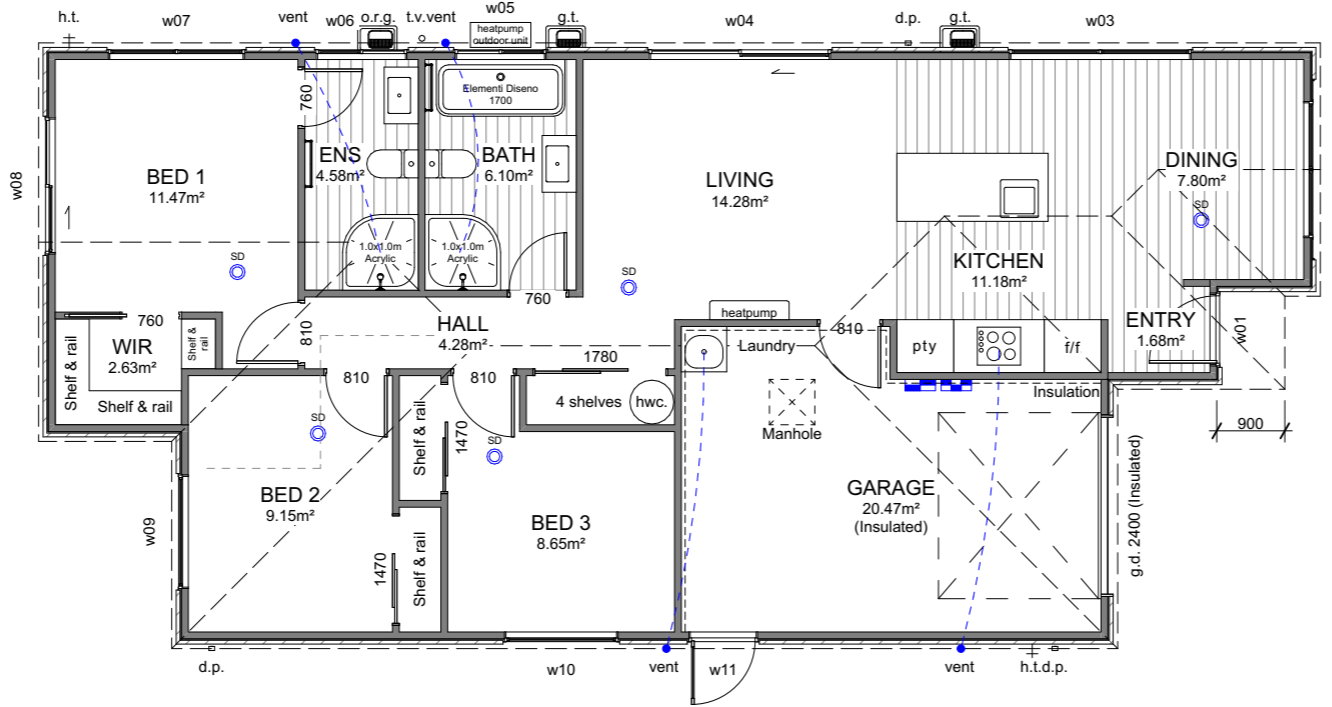 h.t.
w07
vent
w06
o.r.g.
t.v.vent
w05
g.t.
w04
d.p.
g.t.
w03
heatpump
outdoor unit
760
Elementi Diseno
1700
ENS
4.58m²
BATH
6.10m²
BED 1
11.47m²
LIVING
14.28m²
DINING
7.80m²
SD
w08
1.0x1.0m
Acrylic
1.0x1.0m
Acrylic
SD
SD
KITCHEN
11.18m²
760
heatpump
760
810
HALL
4.28m²
810
ENTRY
1.68m²
w01
WIR
2.63m²
Shelf & rail
Shelf &
rail
Shelf & rail
Laundry
pty
f/f
1780
810
810
4 shelves
hwc.
Insulation
SD
SD
Shelf & rail
1470
Manhole
900
BED 2
9.15m²
BED 3
8.65m²
GARAGE
20.47m²
(Insulated)
g.d. 2400 (Insulated)
w09
1470
Shelf & rail
d.p.
w10
vent
w11
vent
h.t.d.p.